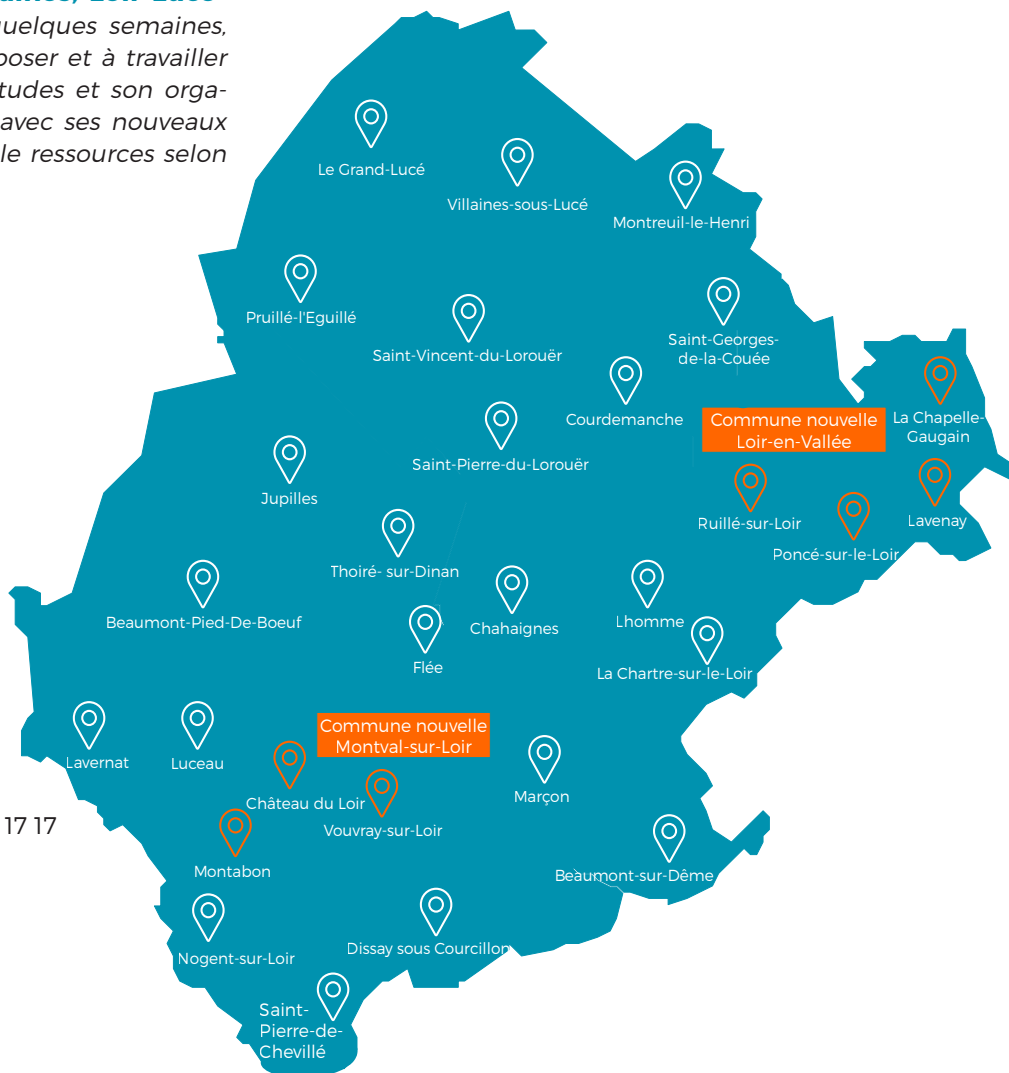 Loir-Lucé
quelques semaines,
poser et à travailler
tudes et son orga-
avec ses nouveaux
le ressources selon
Le Grand-Lucé
Villaines-sous-Lucé
Montreuil-le-Henri
Pruillé-l'Eguillé
Saint-Vincent-du-Lorouër
Saint-Georges-
de-la-Couée
Courdemanche
Commune nouvelle
Loir-en-Vallée
La Chapelle-
Gaugain
Saint-Pierre-du-Lorouër
Jupilles
Ruillé-sur-Loir
Lavenay
Poncé-sur-le-Loir
Thoiré- sur-Dinan
Beaumont-Pied-De-Boeuf
Chahaignes
Lhomme
Flée
La Chartre-sur-le-Loir
Commune nouvelle
Montval-sur-Loir
Lavernat
Luceau
Marçon
Château du Loir
Vouvray-sur-Loir
17 17
Montabon
Beaumont-sur-Dême
Nogent-sur-Loir
Dissay sous Courcillon
Saint-
Pierre-de-
Chevillé